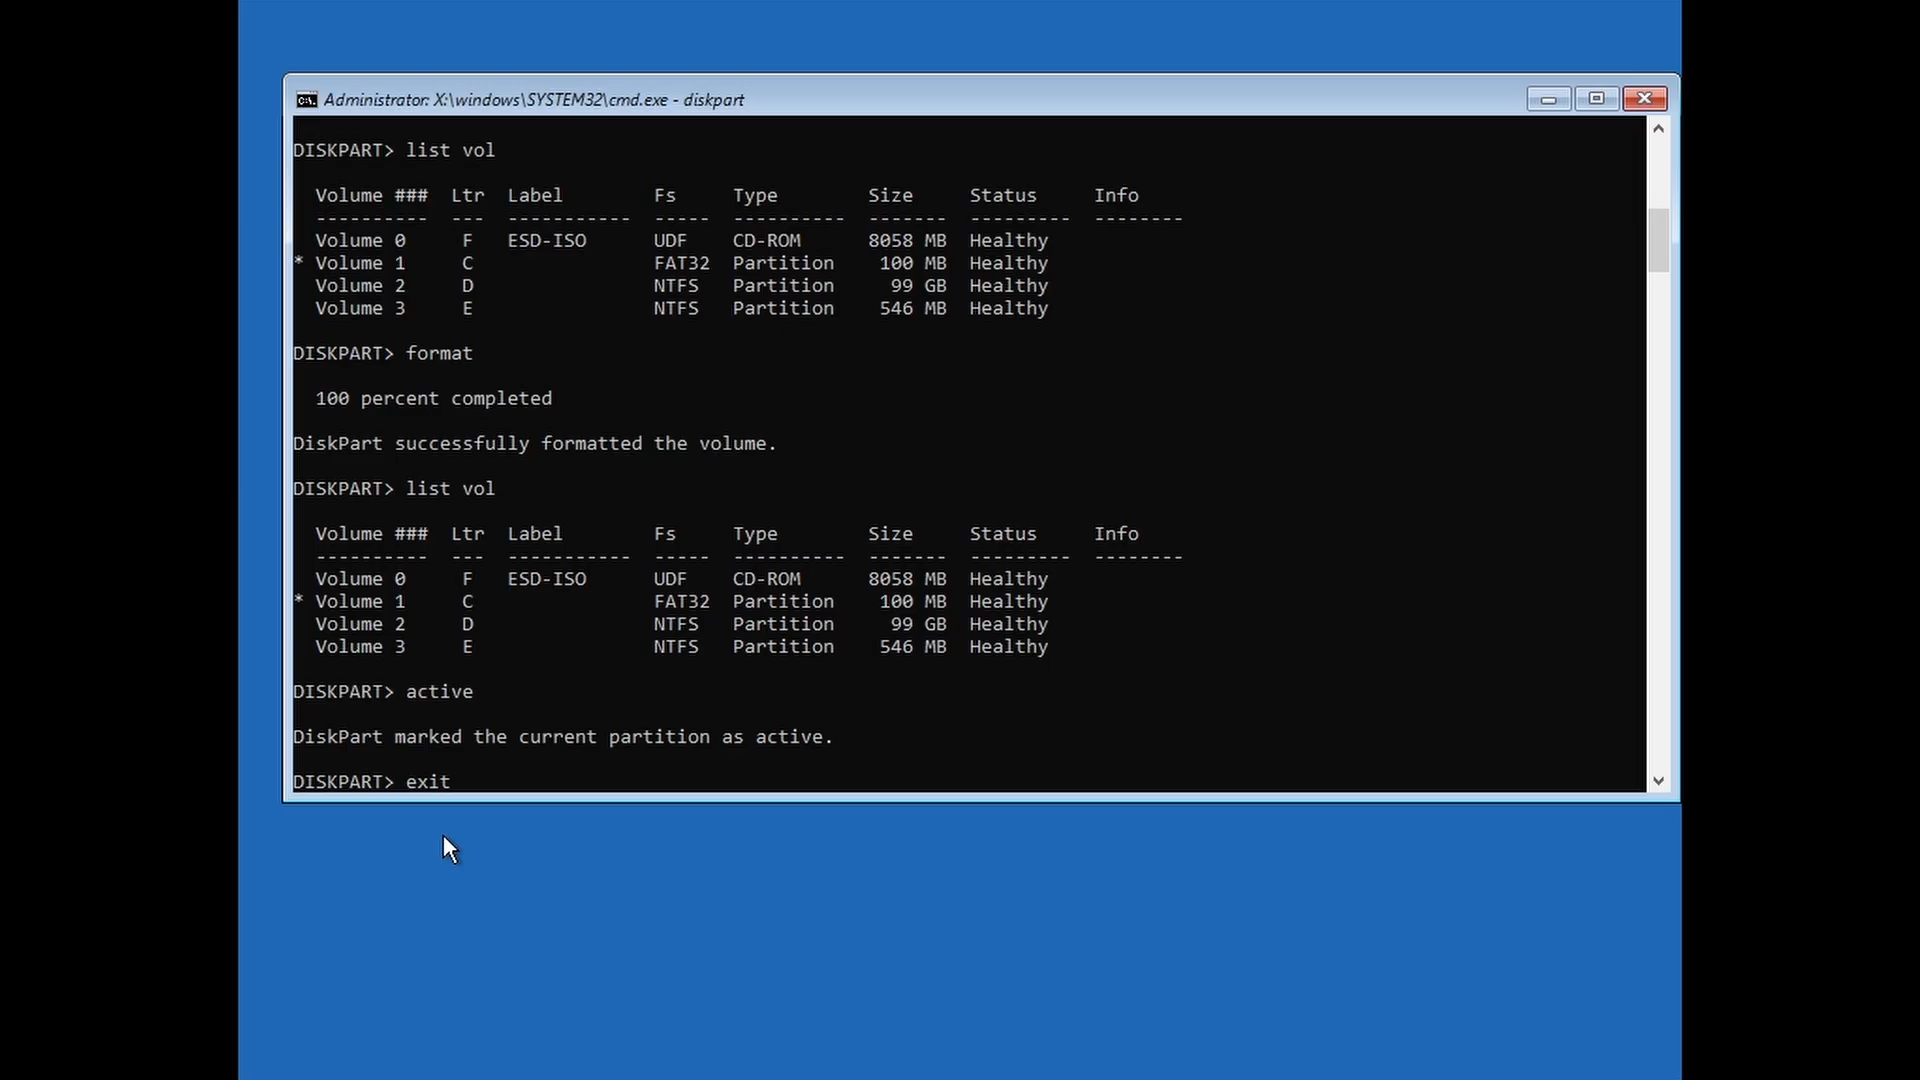 Administrator: X:\windows\SYSTEM32\cmd.exe - diskpart
DISKPART> list vol
Volume ### Ltr Label Fs Type Size Status Info
---------- --- ----------- ----- ---------- ------- --------- --------
Volume 0 F ESD-ISO UDF CD-ROM 8058 MB Healthy
* Volume 1 C FAT32 Partition 100 MB Healthy
Volume 2 D NTFS Partition 99 GB Healthy
Volume 3 E NTFS Partition 546 MB Healthy
DISKPART> format
100 percent completed
DiskPart successfully formatted the volume.
DISKPART> list vol
Volume ### Ltr Label Fs Type Size Status Info
---------- --- ----------- ----- ---------- ------- --------- --------
Volume 0 F ESD-ISO UDF CD-ROM 8058 MB Healthy
* Volume 1 C FAT32 Partition 100 MB Healthy
Volume 2 D NTFS Partition 99 GB Healthy
Volume 3 E NTFS Partition 546 MB Healthy
DISKPART> active
DiskPart marked the current partition as active.
DISKPART> exit